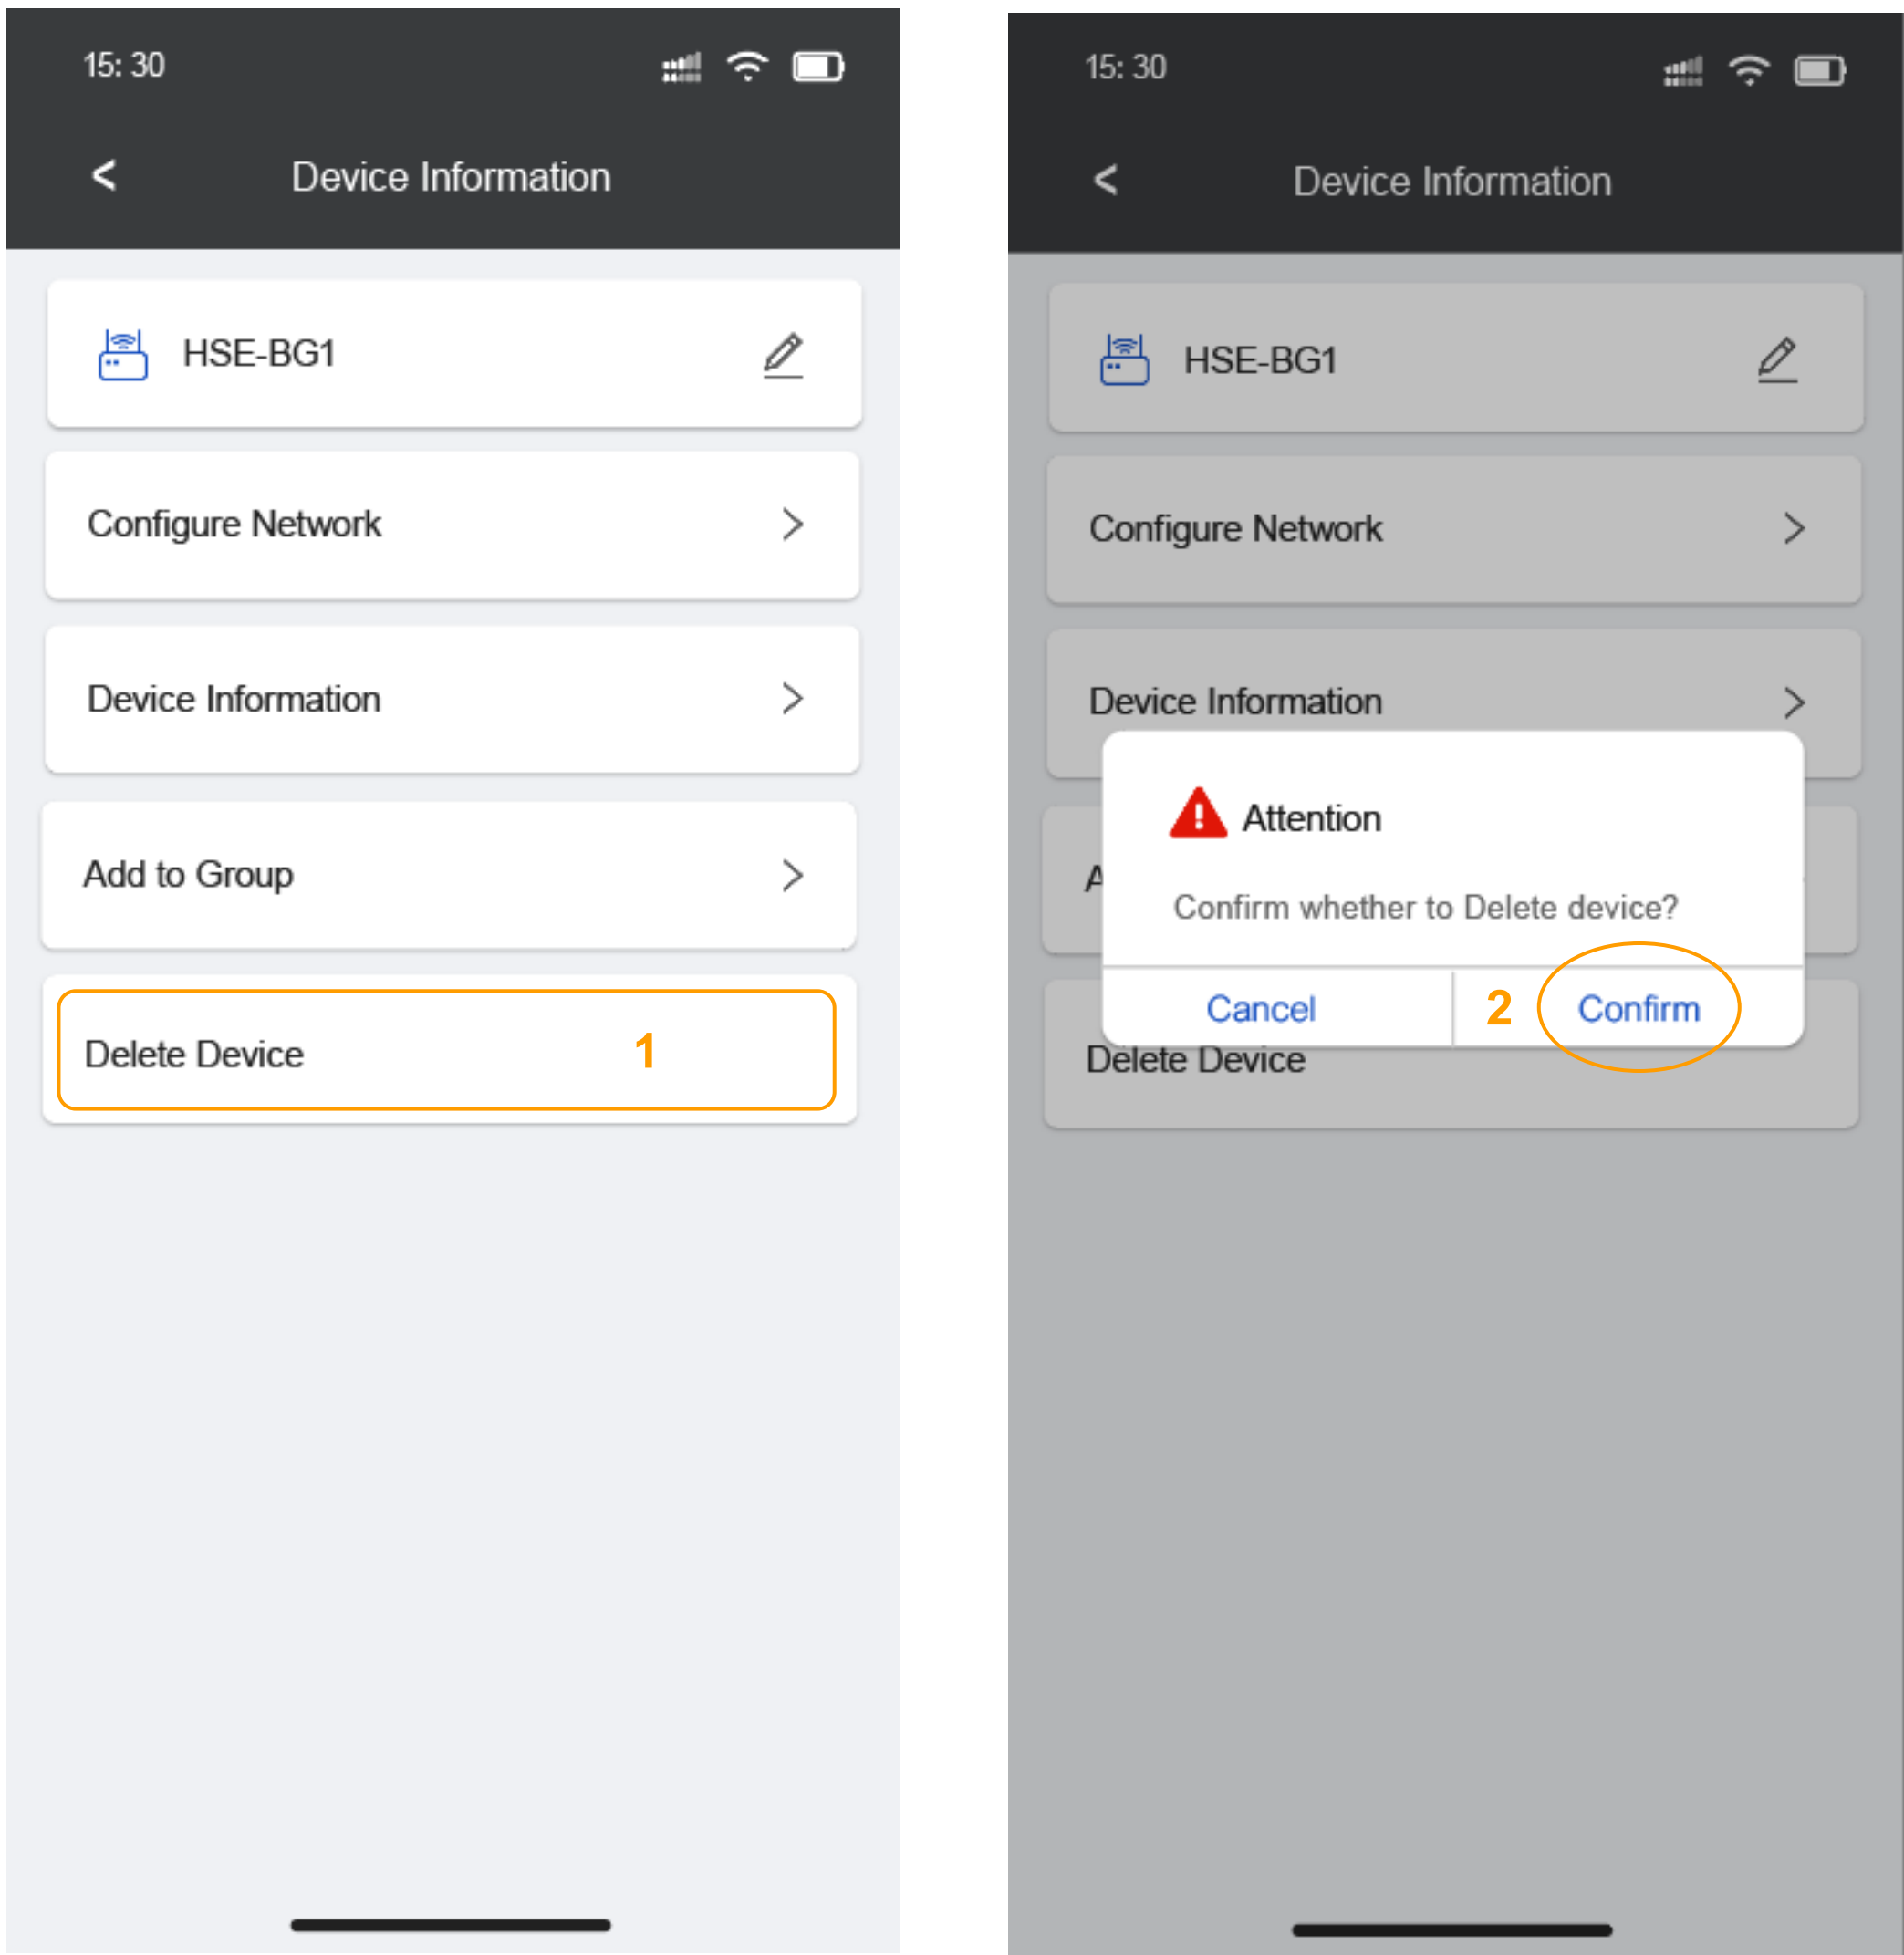 15: 30
Device Information
HSE-BG1
Configure Network
Device Information
Add to Group
Delete Device 1
15: 30
Device Information
HSE-BG1
Configure Network
Device Information
Attention
A
Confirm whether to Delete device?
Cancel 2 Confirm
Delete Device